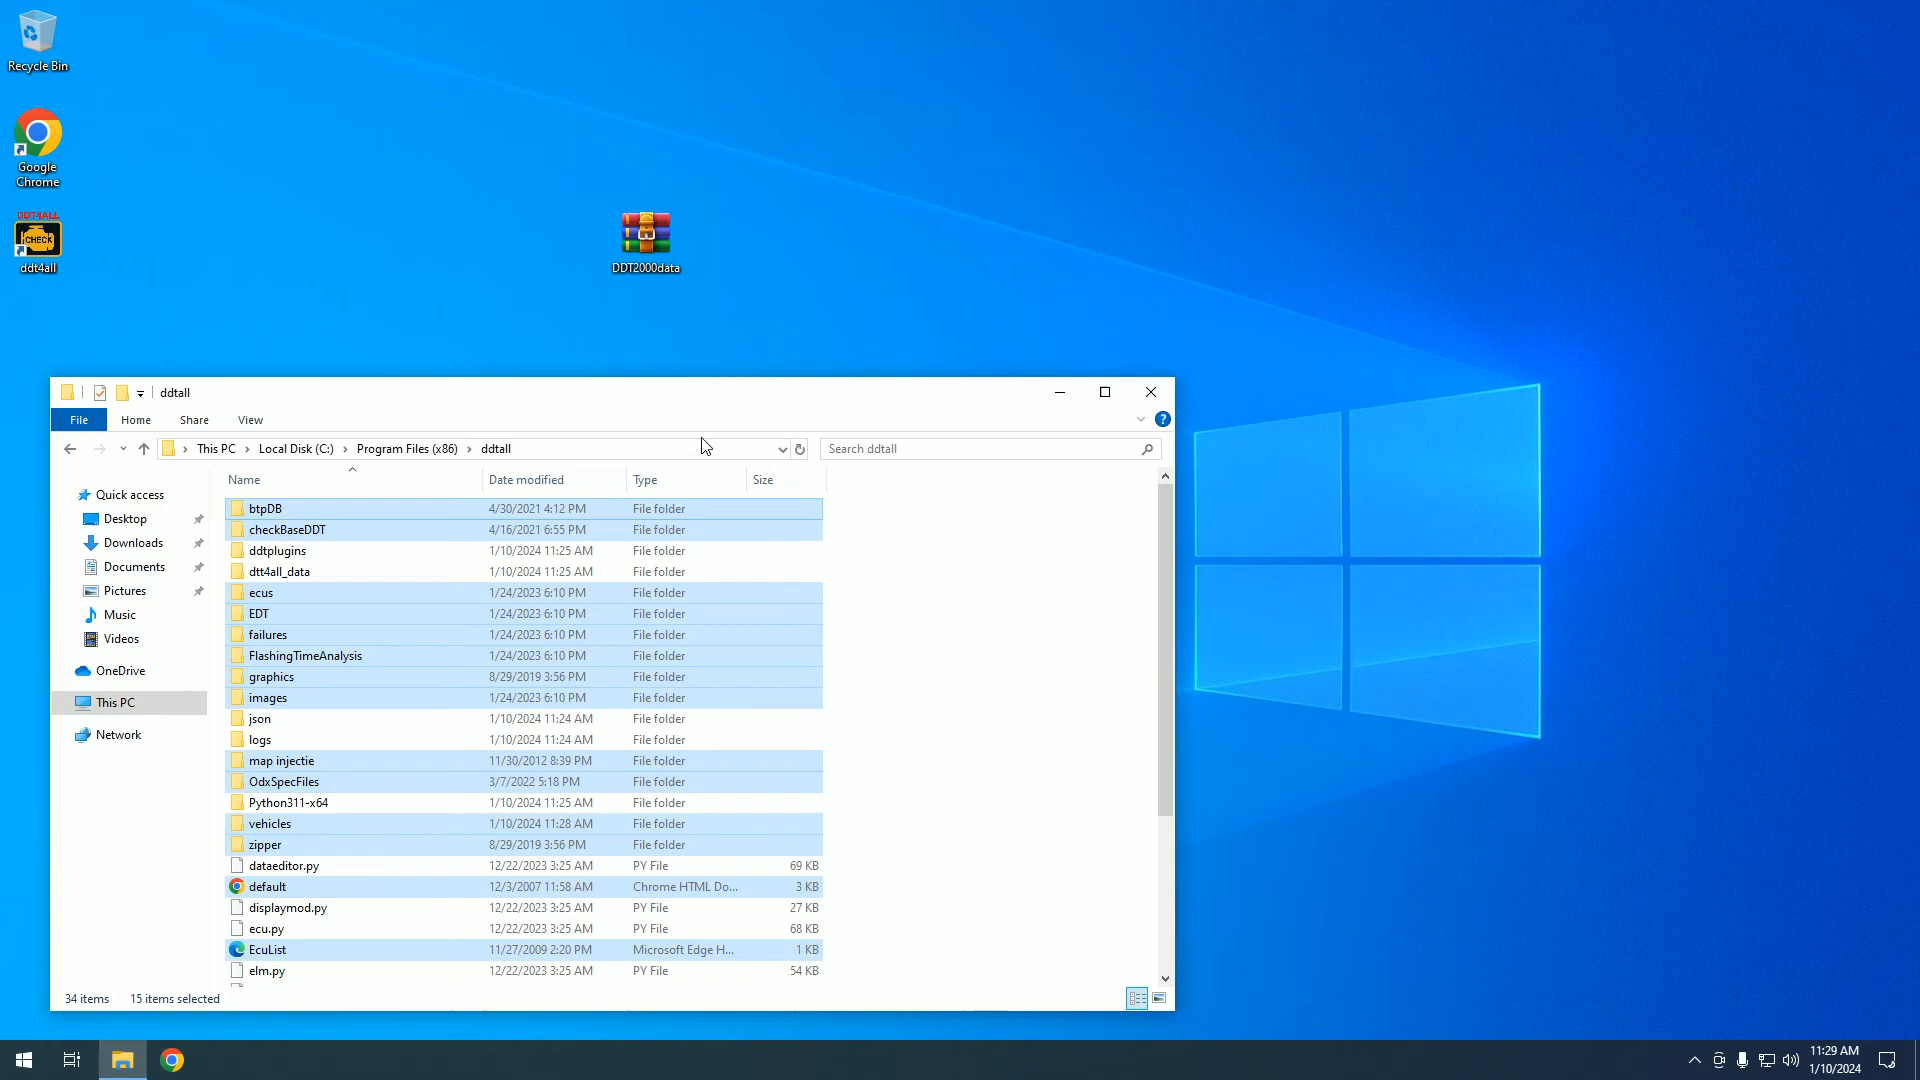 Recycle Bin
Google
Chrome
DDT4ALL
CHECK
ddt4all
DDT2000data
ddtall
File
Home
Share
View
This PC
Local Disk (C:)
Program Files (x86)
ddtall
Search ddtall
Name
Date modified
Type
Size
Quick access
Desktop
Downloads
Documents
Pictures
Music
Videos
OneDrive
This PC
Network
btpDB 4/30/2021 4:12 PM File folder
checkBaseDDT 4/16/2021 6:55 PM File folder
ddtplugins 1/10/2024 11:25 AM File folder
dtt4all_data 1/10/2024 11:25 AM File folder
ecus 1/24/2023 6:10 PM File folder
EDT 1/24/2023 6:10 PM File folder
failures 1/24/2023 6:10 PM File folder
FlashingTimeAnalysis 1/24/2023 6:10 PM File folder
graphics 8/29/2019 3:56 PM File folder
images 1/24/2023 6:10 PM File folder
json 1/10/2024 11:24 AM File folder
logs 1/10/2024 11:24 AM File folder
map injectie 11/30/2012 8:39 PM File folder
OdxSpecFiles 3/7/2022 5:18 PM File folder
Python311-x64 1/10/2024 11:25 AM File folder
vehicles 1/10/2024 11:28 AM File folder
zipper 8/29/2019 3:56 PM File folder
dataeditor.py 12/22/2023 3:25 AM PY File 69 KB
default 12/3/2007 11:58 AM Chrome HTML Do... 3 KB
displaymod.py 12/22/2023 3:25 AM PY File 27 KB
ecu.py 12/22/2023 3:25 AM PY File 68 KB
EcuList 11/27/2009 2:20 PM Microsoft Edge H... 1 KB
elm.py 12/22/2023 3:25 AM PY File 54 KB
34 items 15 items selected
11:29 AM
1/10/2024